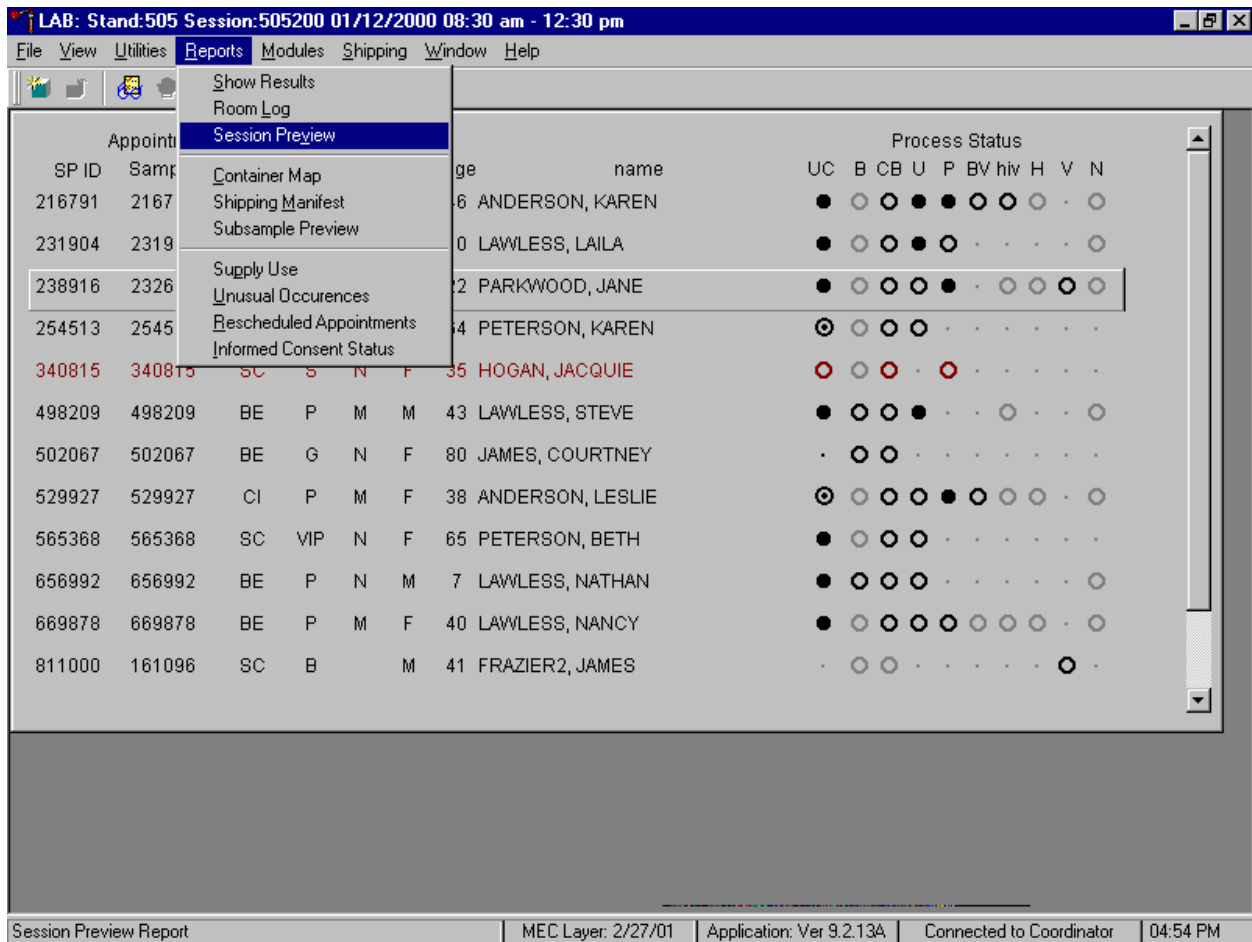 LAB: Stand:505 Session:505200 01/12/2000 08:30 am - 12:30 pm
File View Utilities Reports Modules Shipping Window Help
Show Results
Room Log
Session Preview
Container Map
Shipping Manifest
Subsample Preview
Supply Use
Unusual Occurences
Rescheduled Appointments
Informed Consent Status
Process Status
SP ID name UC B CB U P BV hiv H V N
216791 2167 ANDERSON, KAREN
231904 2319 LAWLESS, LAILA
238916 2326 PARKWOOD, JANE
254513 2545 PETERSON, KAREN
340815 340815 SC S N F 35 HOGAN, JACQUIE
498209 498209 BE P M M 43 LAWLESS, STEVE
502067 502067 BE G N F 80 JAMES, COURTNEY
529927 529927 CI P M F 38 ANDERSON, LESLIE
565368 565368 SC VIP N F 65 PETERSON, BETH
656992 656992 BE P N M 7 LAWLESS, NATHAN
669878 669878 BE P M F 40 LAWLESS, NANCY
811000 161096 SC B M 41 FRAZIER2, JAMES
Session Preview Report MEC Layer: 2/27/01 Application: Ver 9.2.13A Connected to Coordinator 04:54 PM